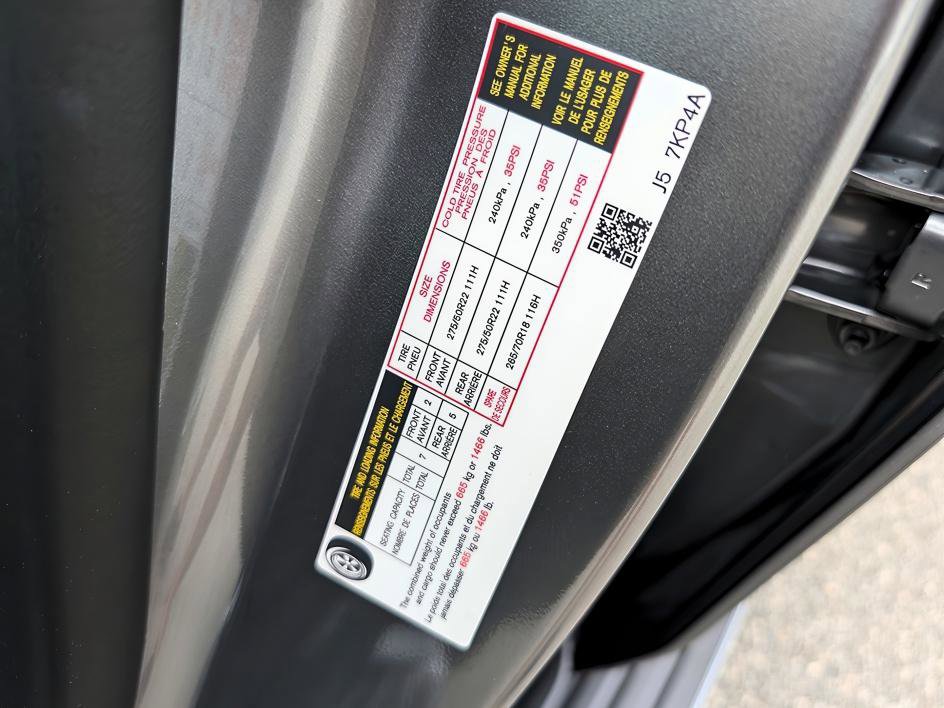 TIRE AND LOADING INFORMATION
RENSEIGNEMENTS SUR LES PNEUS ET LE CHARGEMENT
SEATING CAPACITY
NOMBRE DE PLACES
TOTAL
TOTAL
7
FRONT
AVANT
2
REAR
ARRIÈRE
5
The combined weight of occupants
and cargo should never exceed 665 kg or 1466 lbs.
Le poids total des occupants et du chargement ne doit
jamais dépasser 665 kg ou 1466 lb.
TIRE
PNEU
SIZE
DIMENSIONS
COLD TIRE PRESSURE
PRESSION DES
PNEUS À FROID
FRONT
AVANT
275/50R22 111H
240kPa , 35PSI
REAR
ARRIÈRE
275/50R22 111H
240kPa , 35PSI
SPARE
DE SECOURS
265/70R18 116H
350kPa , 51PSI
SEE OWNER'S
MANUAL FOR
ADDITIONAL
INFORMATION
VOIR LE MANUEL
DE L'USAGER
POUR PLUS DE
RENSEIGNEMENTS
J5 7KP4A
R